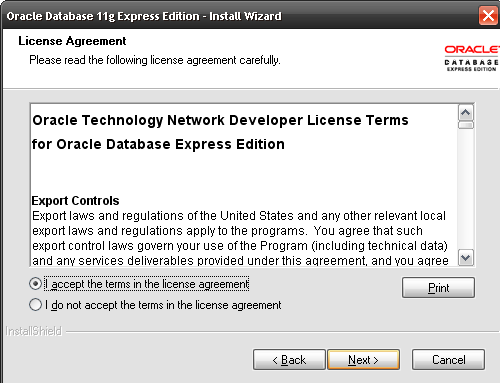 Oracle Database 11g Express Edition - Install Wizard
License Agreement
Please read the following license agreement carefully.
ORACLE
DATABASE
EXPRESS EDITION
Oracle Technology Network Developer License Terms
for Oracle Database Express Edition
Export Controls
Export laws and regulations of the United States and any other relevant local
export laws and regulations apply to the programs. You agree that such
export control laws govern your use of the Program (including technical data)
and any services deliverables provided under this agreement, and you agree
I accept the terms in the license agreement
Print
I do not accept the terms in the license agreement
InstallShield
< Back
Next >
Cancel